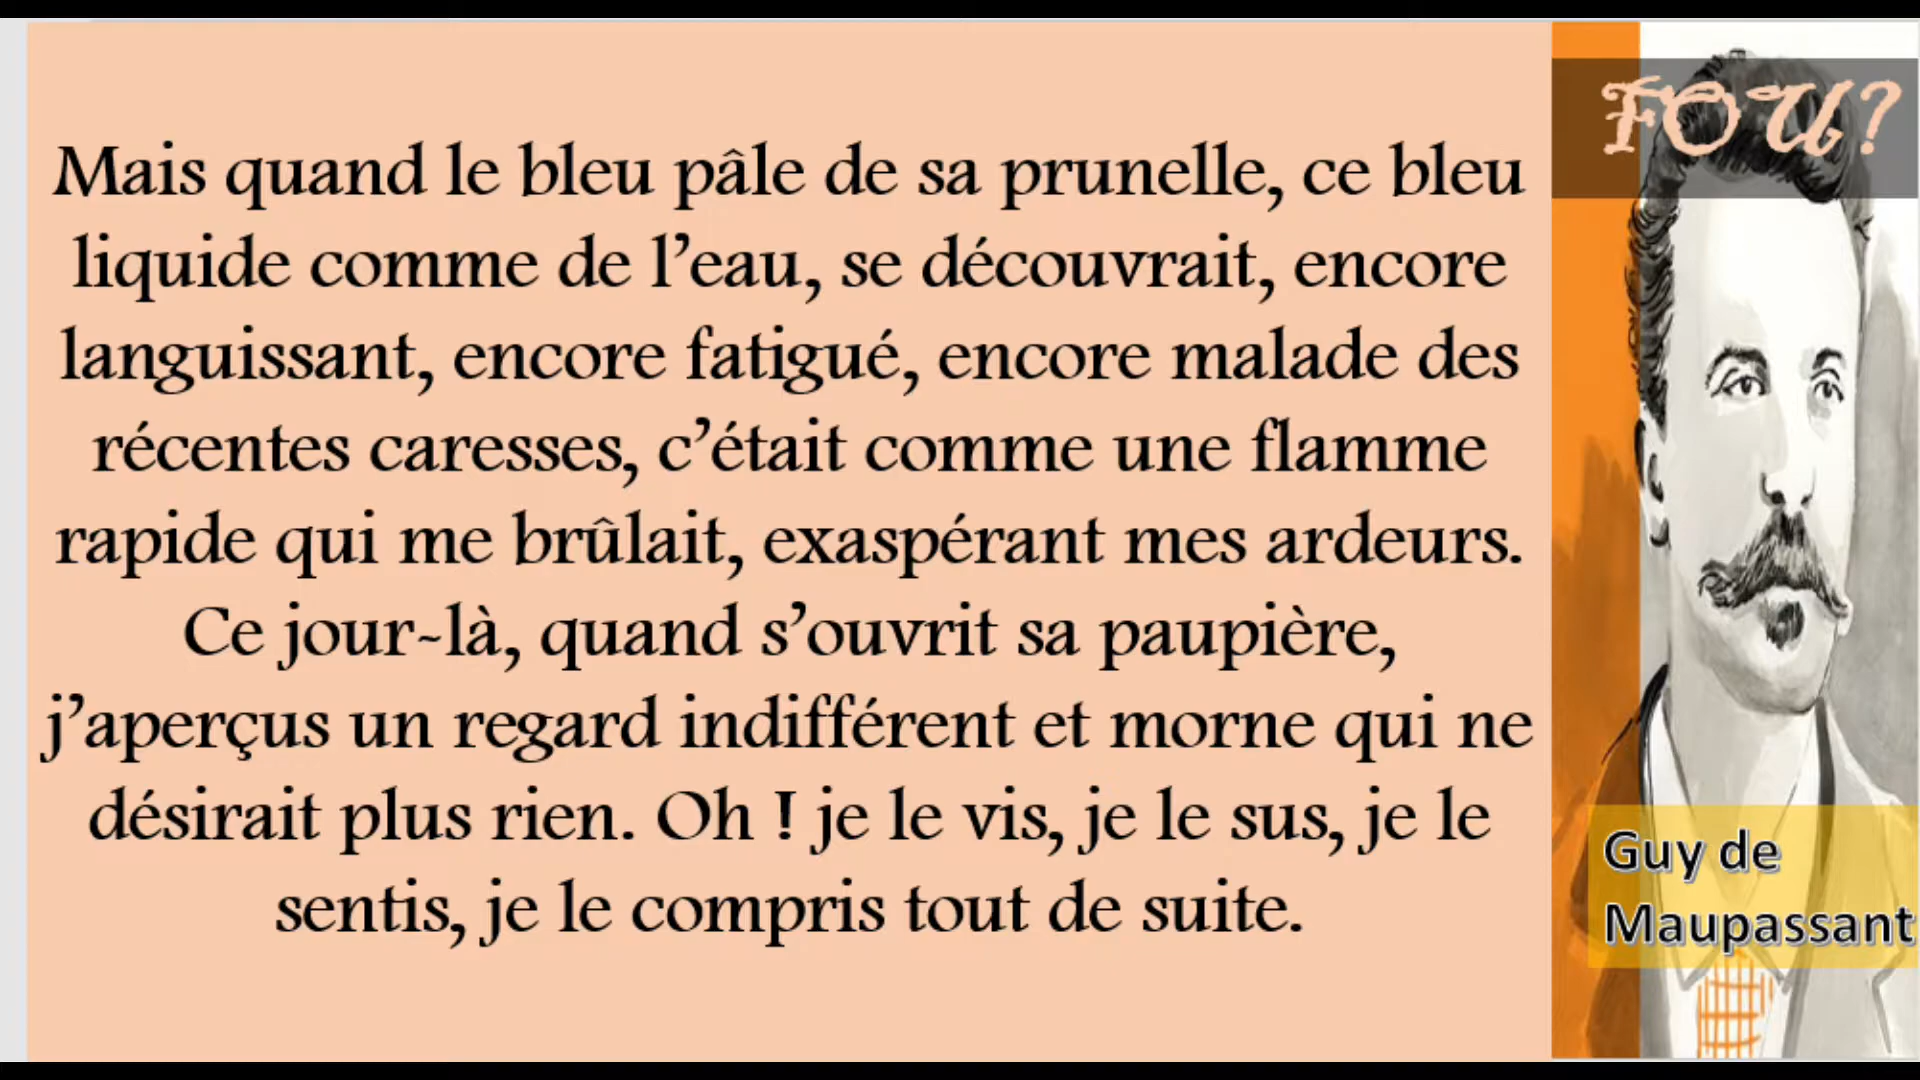 Mais quand le bleu pâle de sa prunelle, ce bleu
liquide comme de l’eau, se découvrait, encore
languissant, encore fatigué, encore malade des
récentes caresses, c’était comme une flamme
rapide qui me brûlait, exaspérant mes ardeurs.
Ce jour-là, quand s’ouvrit sa paupière,
j’aperçus un regard indifférent et morne qui ne
désirait plus rien. Oh ! je le vis, je le sus, je le
sentis, je le compris tout de suite.
FOU?
Guy de
Maupassant